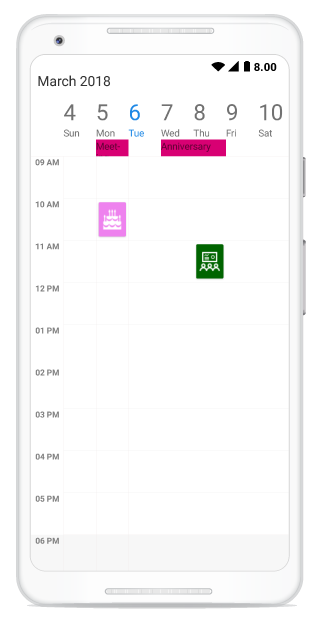 8.00
March 2018
4 5 6 7 8 9 10
Sun Mon Tue Wed Thu Fri Sat
Meet- Anniversary
09 AM
10 AM
11 AM
12 PM
01 PM
02 PM
03 PM
04 PM
05 PM
06 PM